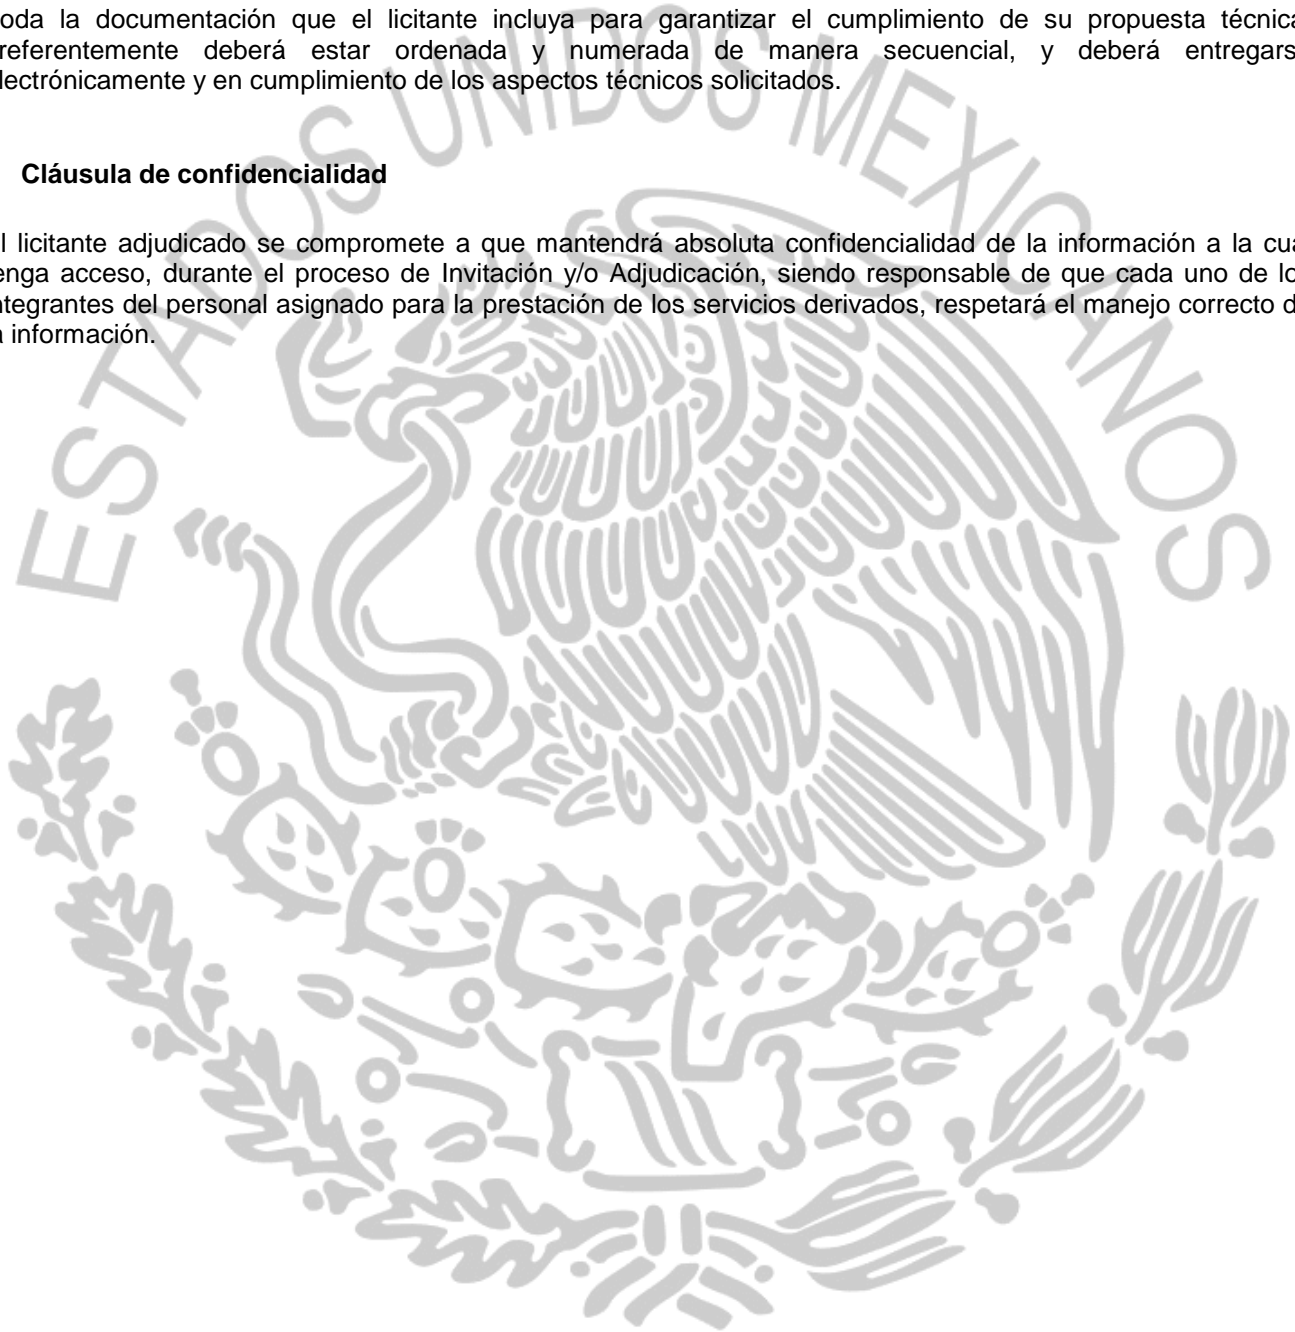 oda la documentación que el licitante incluya para garantizar el cumplimiento de su propuesta técnica
referentemente deberá estar ordenada y numerada de manera secuencial, y deberá entregars
lectrónicamente y en cumplimiento de los aspectos técnicos solicitados.
Cláusula de confidencialidad
l licitante adjudicado se compromete a que mantendrá absoluta confidencialidad de la información a la cua
enga acceso, durante el proceso de Invitación y/o Adjudicación, siendo responsable de que cada uno de lo
ntegrantes del personal asignado para la prestación de los servicios derivados, respetará el manejo correcto d
a información.
ESTADOS UNIDOS MEXICANOS